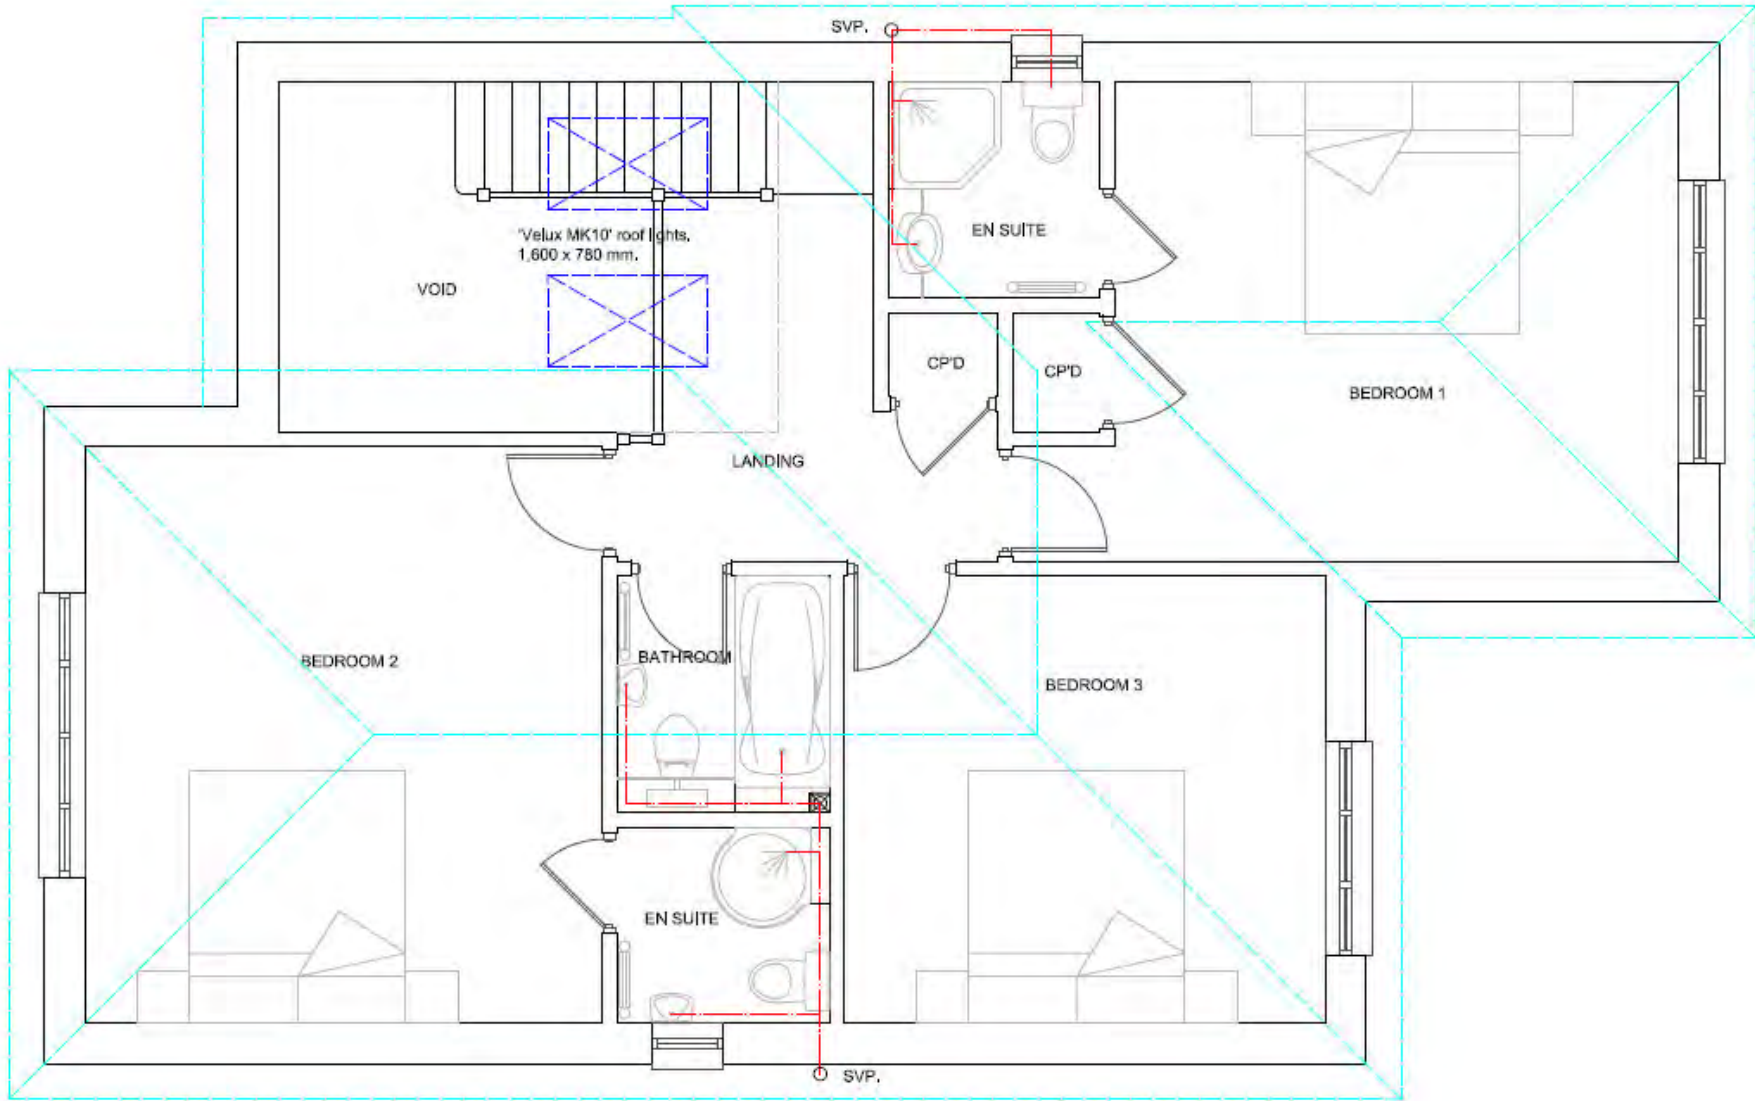 SVP.
EN SUITE
'Velux MK10' roof lights,
1,600 x 780 mm.
VOID
CP'D
CP'D
BEDROOM 1
LANDING
BEDROOM 2
BATHROOM
BEDROOM 3
EN SUITE
SVP.